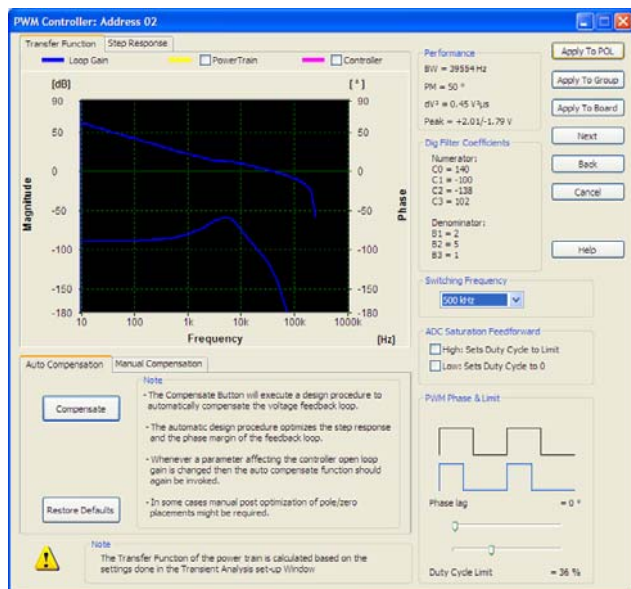 PWM Controller: Address 02
Transfer Function
Step Response
Loop Gain
PowerTrain
Controller
[dB]
[ ° ]
90
50
0
-50
-100
-150
-180
90
50
0
-50
-100
-150
-180
Magnitude
Phase
10
100
1k
10k
100k
1000k
Frequency
[Hz]
Auto Compensation
Manual Compensation
Compensate
Restore Defaults
Note
- The Compensate Button will execute a design procedure to
automatically compensate the voltage feedback loop.
- The automatic design procedure optimizes the step response
and the phase margin of the feedback loop.
- Whenever a parameter affecting the controller open loop
gain is changed then the auto compensate function should
again be invoked.
- In some cases manual post optimization of pole/zero
placements might be required.
Note
The Transfer Function of the power train is calculated based on the
settings done in the Transient Analysis set-up Window
Performance
BW = 39554 Hz
PM = 50 °
dV² = 0.45 V²µs
Peak = +2.01/-1.79 V
Dig Filter Coefficients
Numerator:
C0 = 140
C1 = -100
C2 = -138
C3 = 102
Denominator:
B1 = 2
B2 = 5
B3 = 1
Apply To POL
Apply To Group
Apply To Board
Next
Back
Cancel
Help
Switching Frequency
500 kHz
ADC Saturation Feedforward
High: Sets Duty Cycle to Limit
Low: Sets Duty Cycle to 0
PWM Phase & Limit
Phase lag = 0 °
Duty Cycle Limit = 36 %